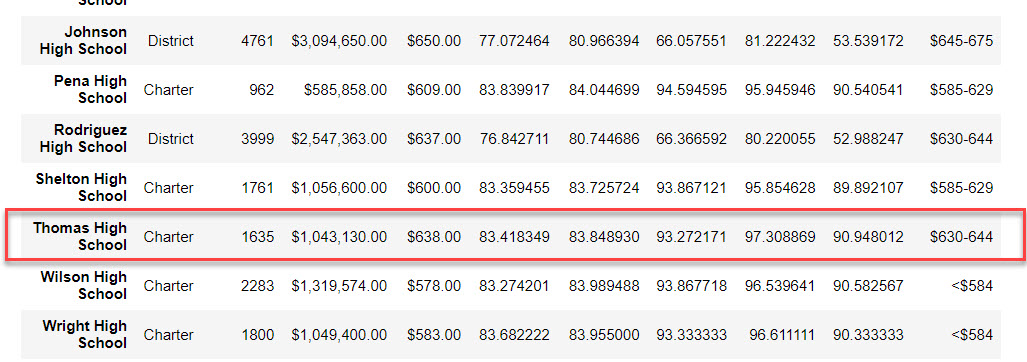 School
Johnson High School District 4761 $3,094,650.00 $650.00 77.072464 80.966394 66.057551 81.222432 53.539172 $645-675
Pena High School Charter 962 $585,858.00 $609.00 83.839917 84.044699 94.594595 95.945946 90.540541 $585-629
Rodriguez High School District 3999 $2,547,363.00 $637.00 76.842711 80.744686 66.366592 80.220055 52.988247 $630-644
Shelton High School Charter 1761 $1,056,600.00 $600.00 83.359455 83.725724 93.867121 95.854628 89.892107 $585-629
Thomas High School Charter 1635 $1,043,130.00 $638.00 83.418349 83.848930 93.272171 97.308869 90.948012 $630-644
Wilson High School Charter 2283 $1,319,574.00 $578.00 83.274201 83.989488 93.867718 96.539641 90.582567 <$584
Wright High School Charter 1800 $1,049,400.00 $583.00 83.682222 83.955000 93.333333 96.611111 90.333333 <$584